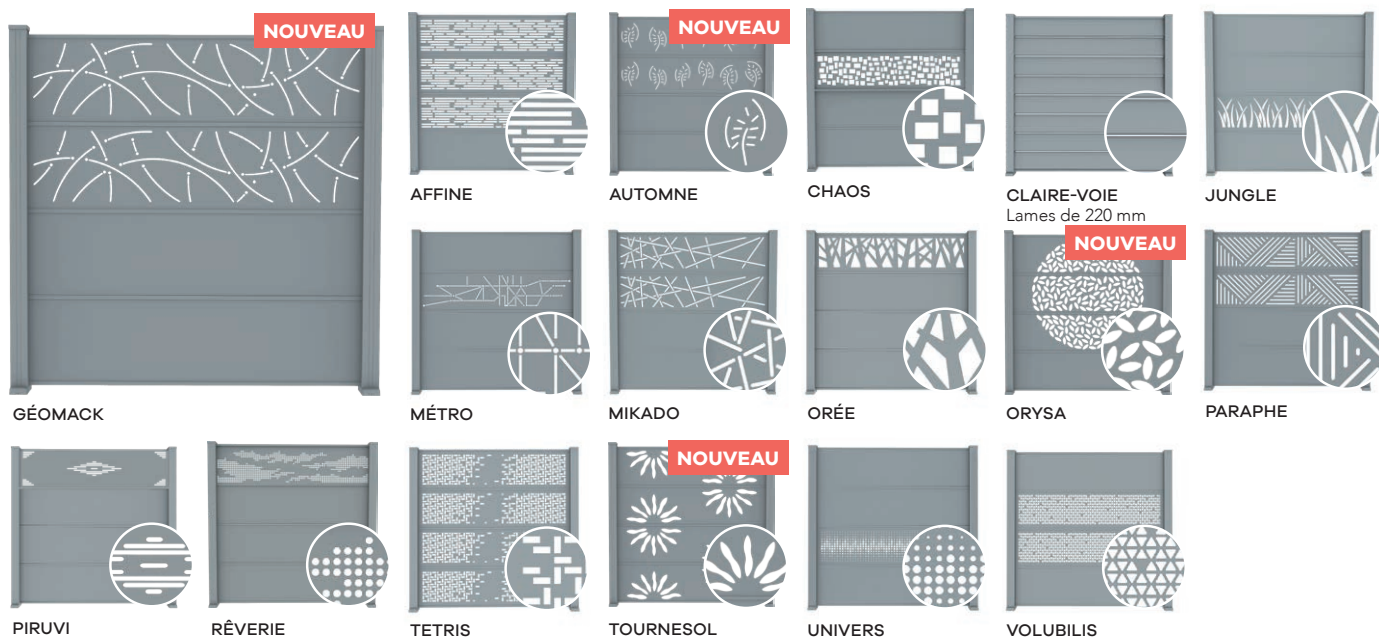 NOUVEAU
GÉOMACK
AFFINE
NOUVEAU
AUTOMNE
CHAOS
CLAIRE-VOIE
Lames de 220 mm
JUNGLE
MÉTRO
MIKADO
ORÉE
NOUVEAU
ORYSA
PARAPHE
PIRUVI
RÊVERIE
TETRIS
NOUVEAU
TOURNESOL
UNIVERS
VOLUBILIS